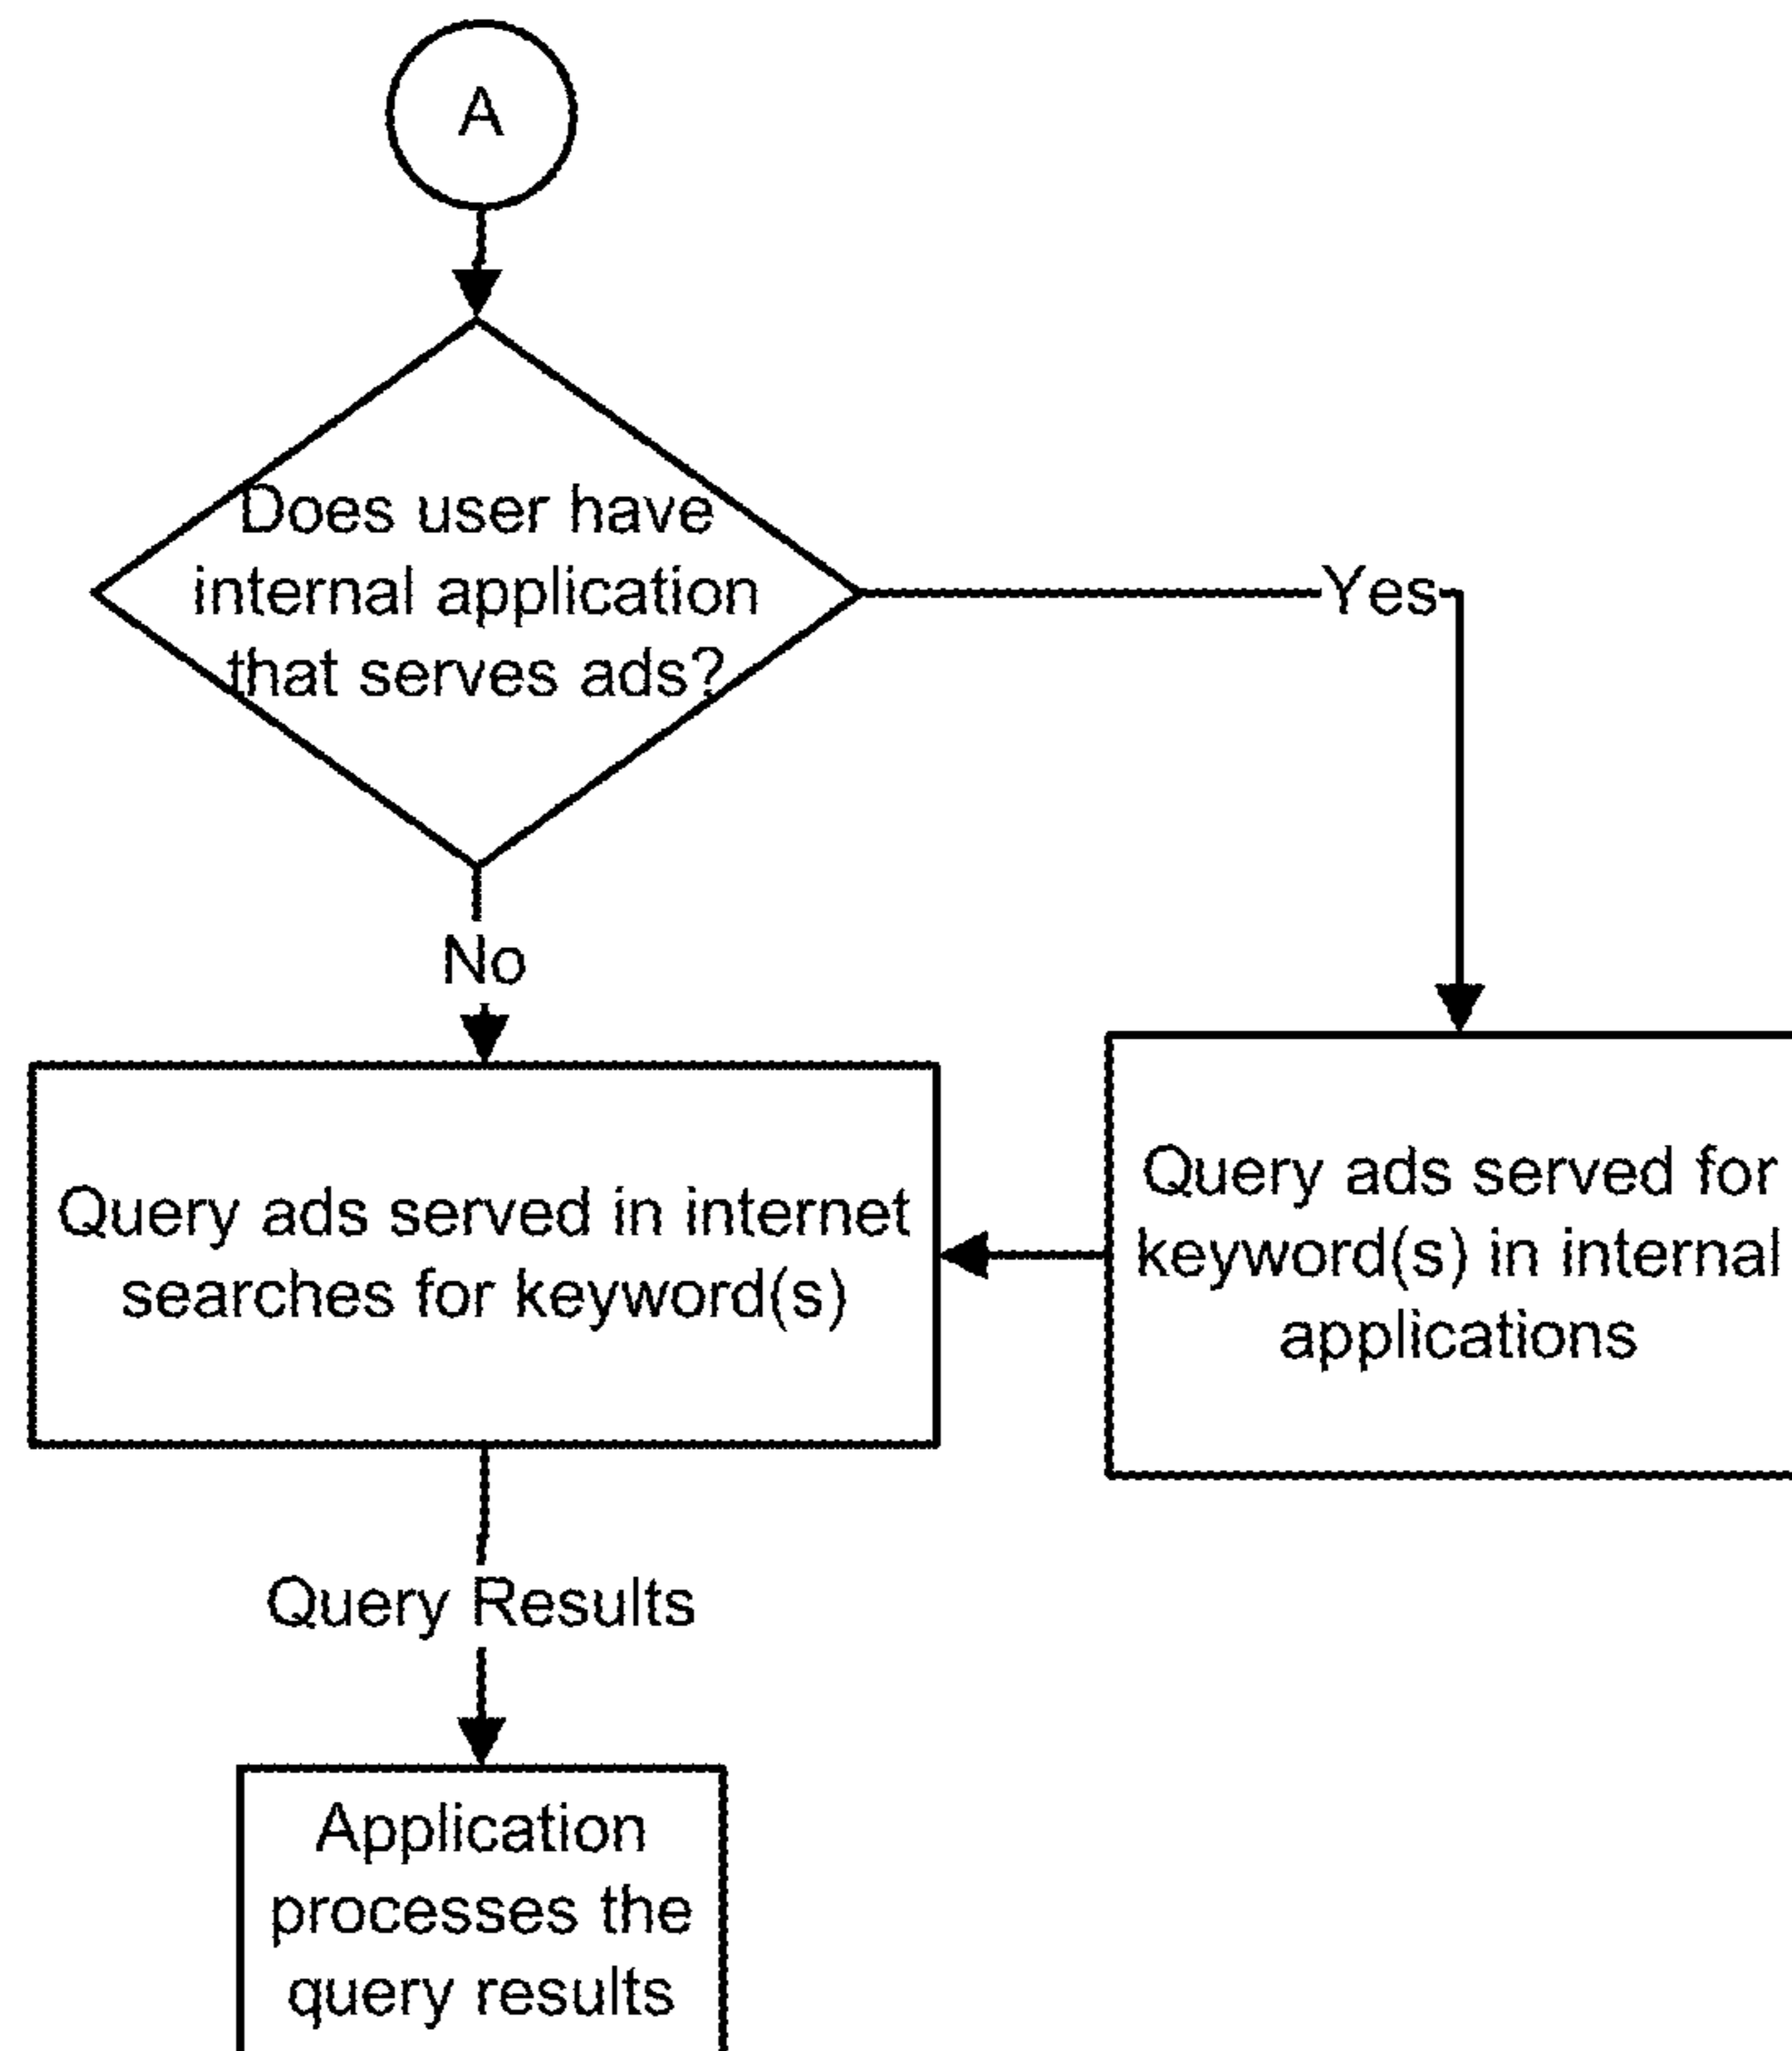 A
Does user have
internal application
that serves ads?
Yes
No
Query ads served in internet
searches for keyword(s)
Query ads served for
keyword(s) in internal
applications
Query Results
Application
processes the
query results